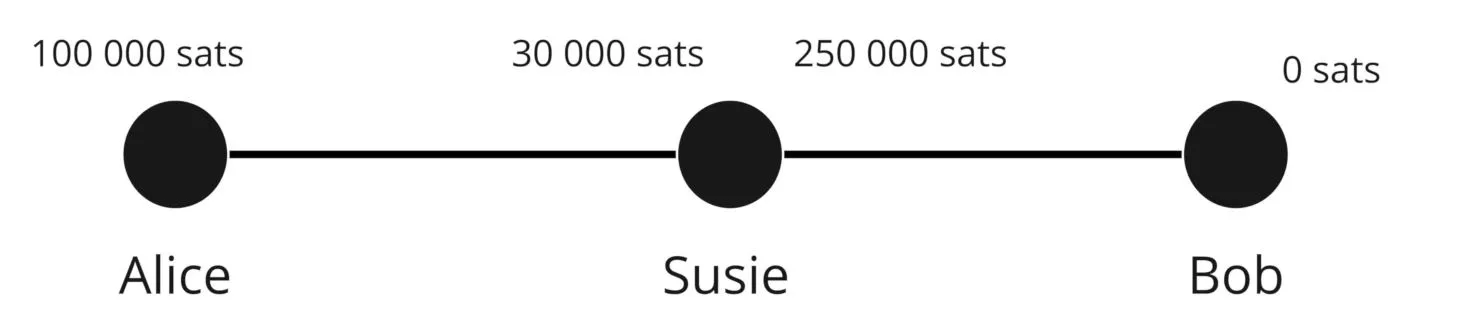 100 000 sats
30 000 sats
250 000 sats
0 sats
Alice
Susie
Bob